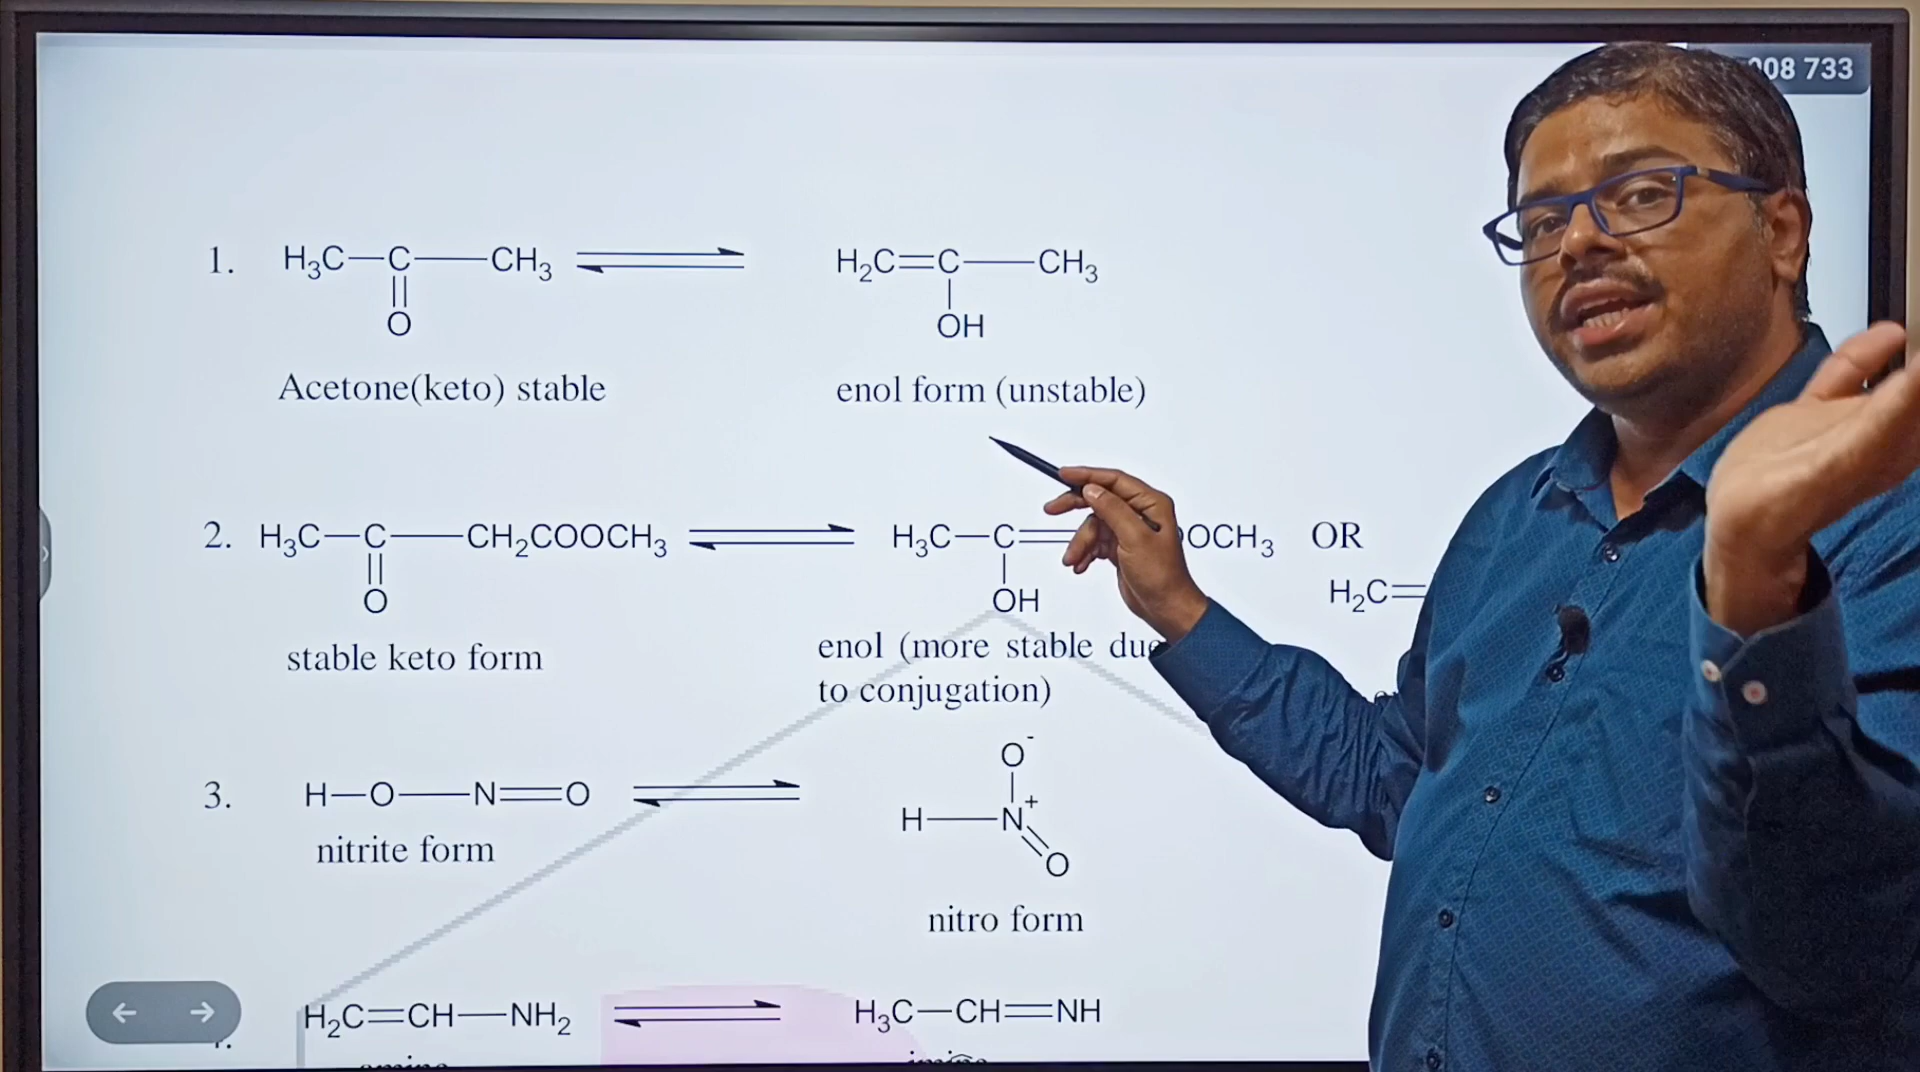 008 733
1. H₃C—C—CH₃ ⇌ H₂C=C—CH₃
O OH
Acetone(keto) stable enol form (unstable)
2. H₃C—C—CH₂COOCH₃ ⇌ H₃C—C= OCH₃ OR
O OH H₂C=
stable keto form enol (more stable due
to conjugation)
3. H—O—N=O ⇌ H—N⁺ O⁻ O
nitrite form
nitro form
H₂C=CH—NH₂ ⇌ H₃C—CH=NH